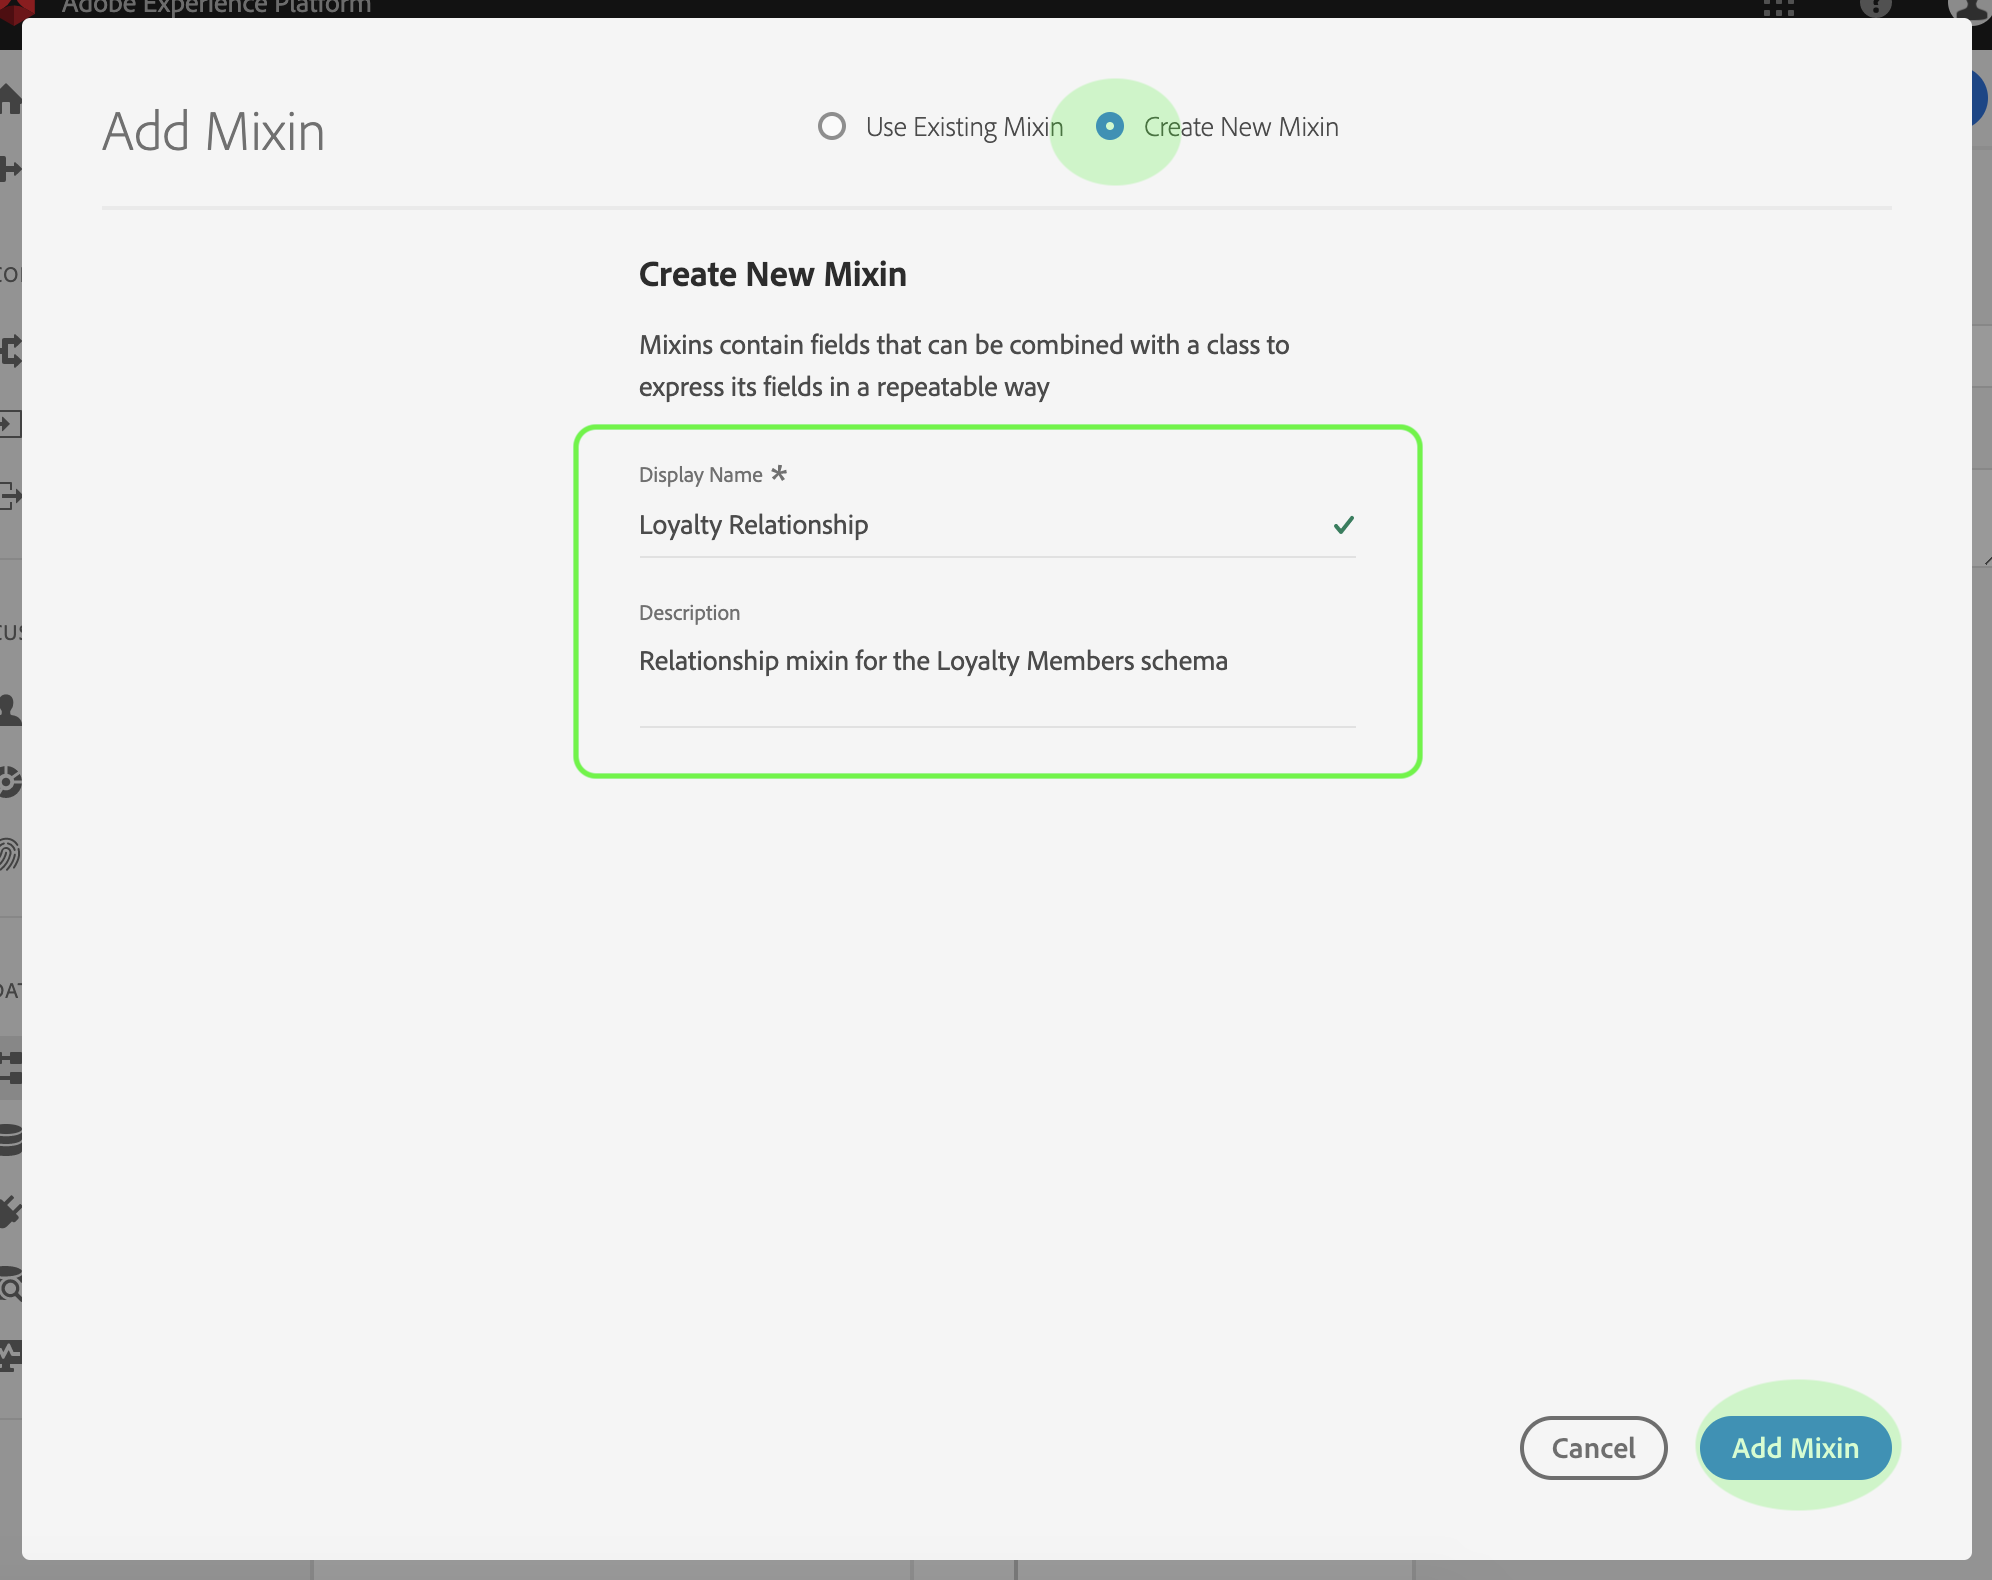 Adobe Experience Platform
Add Mixin
Use Existing Mixin
Create New Mixin
Create New Mixin
Mixins contain fields that can be combined with a class to
express its fields in a repeatable way
Display Name *
Loyalty Relationship
Description
Relationship mixin for the Loyalty Members schema
Cancel
Add Mixin